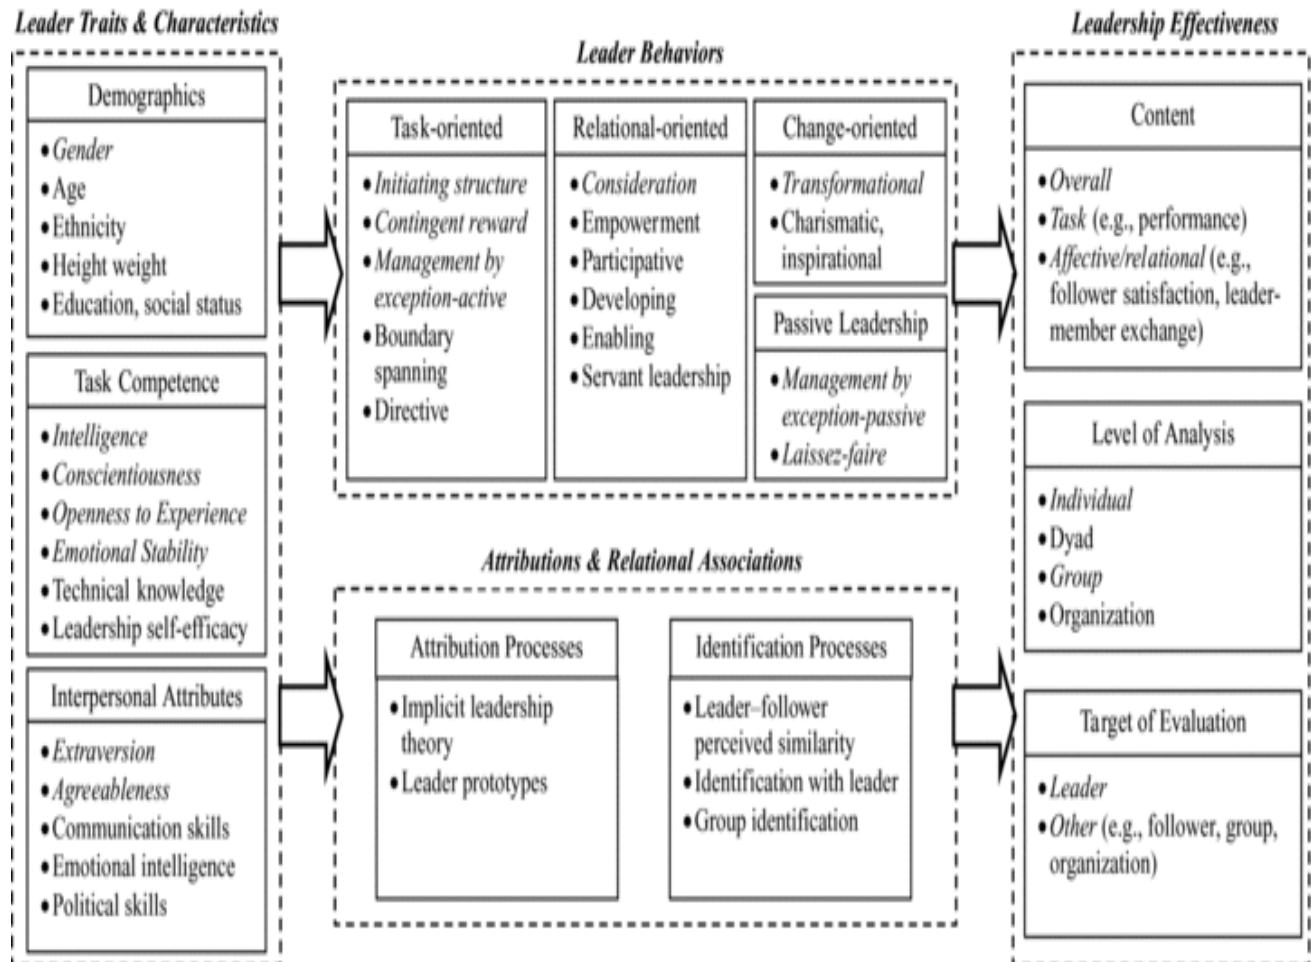 Leader Traits & Characteristics
Demographics
•Gender
•Age
•Ethnicity
•Height weight
•Education, social status
Task Competence
•Intelligence
•Conscientiousness
•Openness to Experience
•Emotional Stability
•Technical knowledge
•Leadership self-efficacy
Interpersonal Attributes
•Extraversion
•Agreeableness
•Communication skills
•Emotional intelligence
•Political skills
Leader Behaviors
Task-oriented
•Initiating structure
•Contingent reward
•Management by
exception-active
•Boundary
spanning
•Directive
Relational-oriented
•Consideration
•Empowerment
•Participative
•Developing
•Enabling
•Servant leadership
Change-oriented
•Transformational
•Charismatic,
inspirational
Passive Leadership
•Management by
exception-passive
•Laissez-faire
Attributions & Relational Associations
Attribution Processes
•Implicit leadership
theory
•Leader prototypes
Identification Processes
•Leader–follower
perceived similarity
•Identification with leader
•Group identification
Leadership Effectiveness
Content
•Overall
•Task (e.g., performance)
•Affective/relational (e.g.,
follower satisfaction, leader-
member exchange)
Level of Analysis
•Individual
•Dyad
•Group
•Organization
Target of Evaluation
•Leader
•Other (e.g., follower, group,
organization)